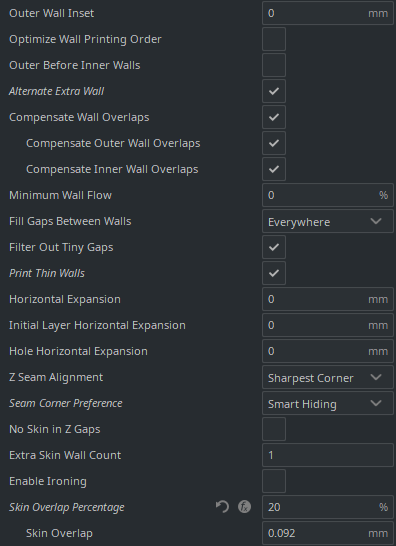 Outer Wall Inset 0 mm
Optimize Wall Printing Order
Outer Before Inner Walls
Alternate Extra Wall
Compensate Wall Overlaps
Compensate Outer Wall Overlaps
Compensate Inner Wall Overlaps
Minimum Wall Flow 0 %
Fill Gaps Between Walls Everywhere
Filter Out Tiny Gaps
Print Thin Walls
Horizontal Expansion 0 mm
Initial Layer Horizontal Expansion 0 mm
Hole Horizontal Expansion 0 mm
Z Seam Alignment Sharpest Corner
Seam Corner Preference Smart Hiding
No Skin in Z Gaps
Extra Skin Wall Count 1
Enable Ironing
Skin Overlap Percentage fx 20 %
Skin Overlap 0.092 mm